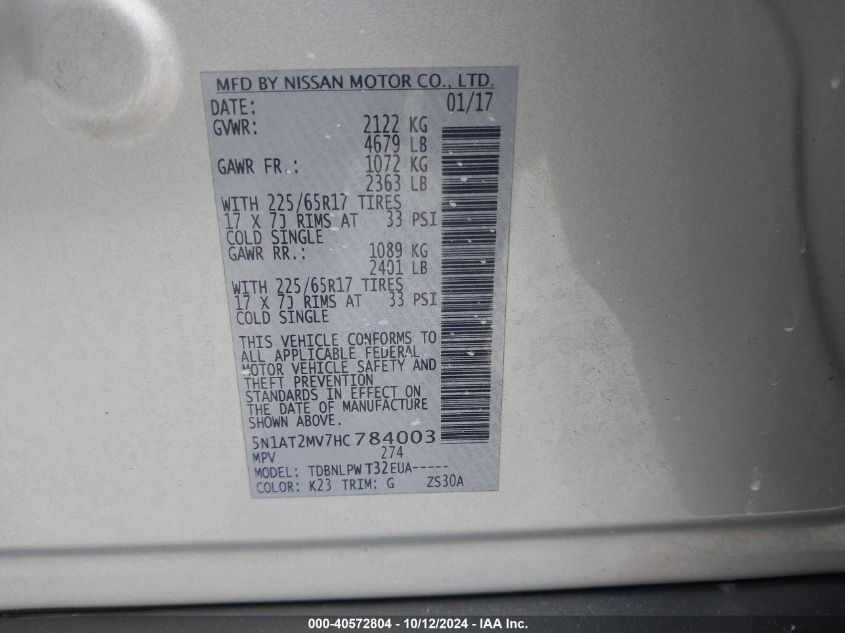 MFD BY NISSAN MOTOR CO., LTD.
DATE: 01/17
GVWR: 2122 KG
4679 LB
GAWR FR.: 1072 KG
2363 LB
WITH 225/65R17 TIRES
17 X 7J RIMS AT 33 PSI
COLD SINGLE
GAWR RR.: 1089 KG
2401 LB
WITH 225/65R17 TIRES
17 X 7J RIMS AT 33 PSI
COLD SINGLE
THIS VEHICLE CONFORMS TO
ALL APPLICABLE FEDERAL
MOTOR VEHICLE SAFETY AND
THEFT PREVENTION
STANDARDS IN EFFECT ON
THE DATE OF MANUFACTURE
SHOWN ABOVE.
5N1AT2MV7HC784003
MPV 274
MODEL: TDBNLPWT32EUA-----
COLOR: K23 TRIM: G ZS30A
000-40572804 - 10/12/2024 - IAA Inc.